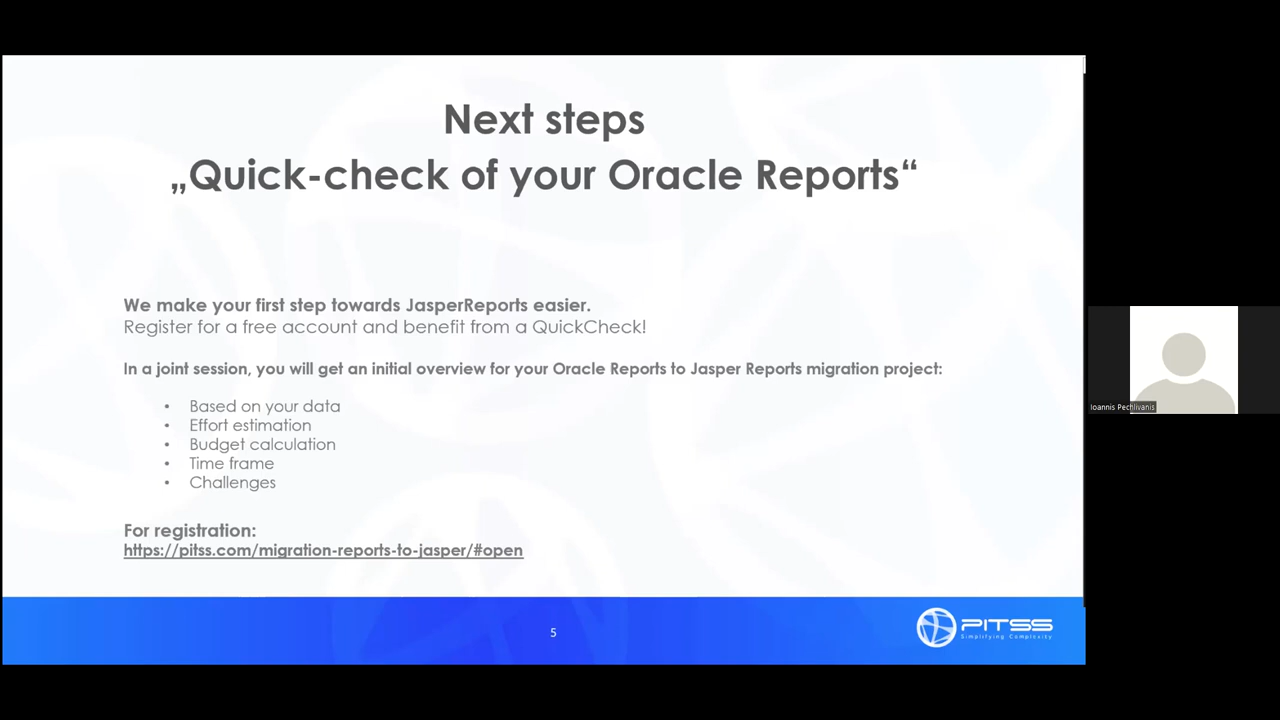 Next steps
„Quick-check of your Oracle Reports“
We make your first step towards JasperReports easier.
Register for a free account and benefit from a QuickCheck!
In a joint session, you will get an initial overview for your Oracle Reports to Jasper Reports migration project:
• Based on your data
• Effort estimation
• Budget calculation
• Time frame
• Challenges
For registration:
https://pitss.com/migration-reports-to-jasper/#open
5
PITSS
Simplifying Complexity
Ioannis Pechlivanis